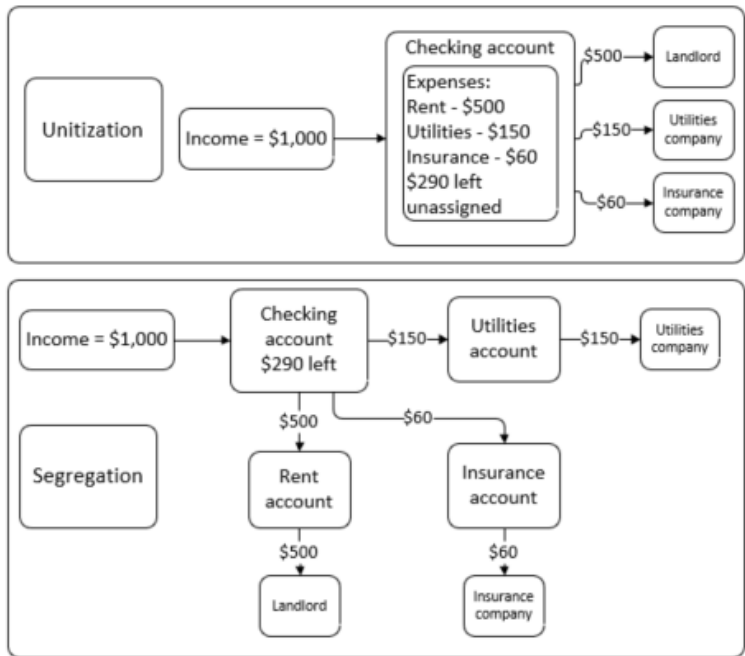 Unitization
Income = $1,000
Checking account
Expenses:
Rent - $500
Utilities - $150
Insurance - $60
$290 left
unassigned
$500
Landlord
$150
Utilities
company
$60
Insurance
company
Income = $1,000
Checking
account
$290 left
$150
Utilities
account
$150
Utilities
company
$500
$60
Segregation
Rent
account
Insurance
account
$500
$60
Landlord
Insurance
company